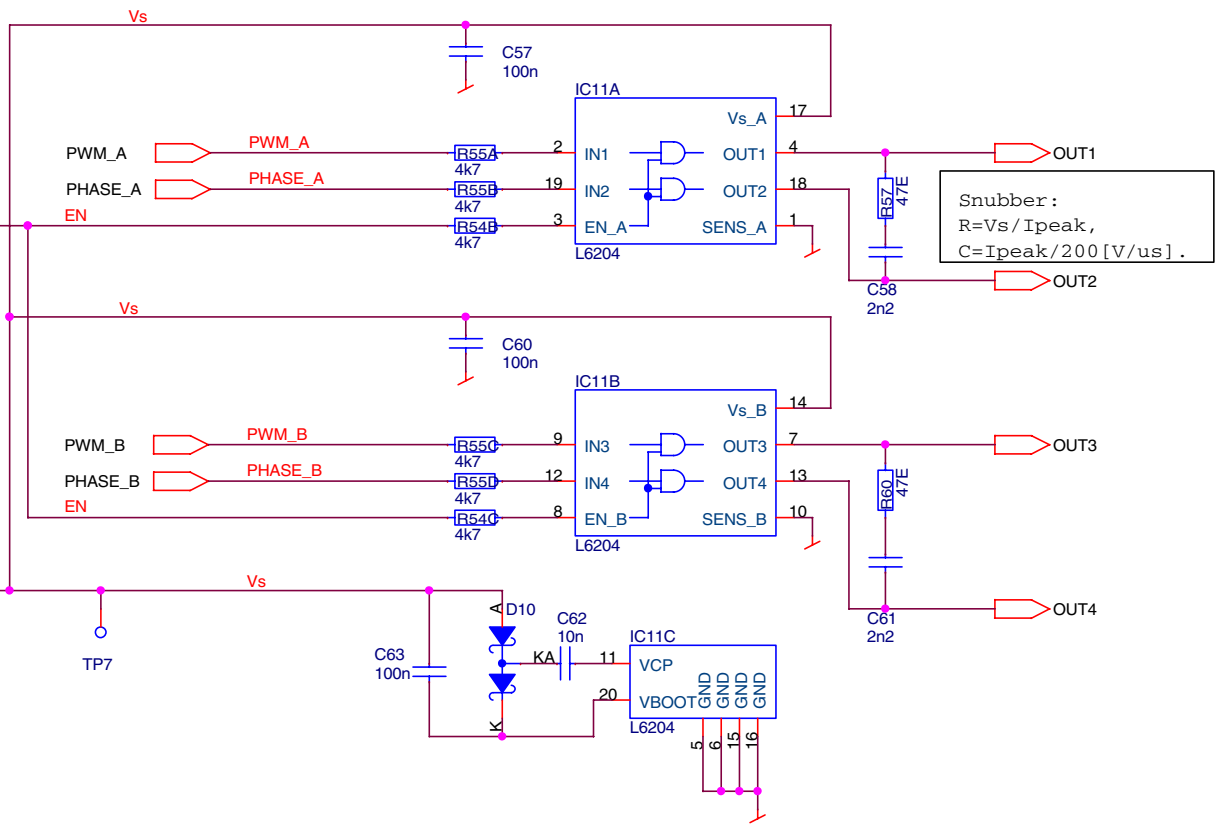 Vs
C57
100n
IC11A
17
Vs_A
PWM_A
PWM_A
R55A
4k7
2
IN1
OUT1
4
OUT1
PHASE_A
PHASE_A
R55B
4k7
19
IN2
OUT2
18
R57
47E
Snubber:
R=Vs/Ipeak,
C=Ipeak/200[V/us].
EN
R54B
4k7
3
EN_A
SENS_A
1
L6204
C58
2n2
OUT2
Vs
C60
100n
IC11B
14
Vs_B
PWM_B
PWM_B
R55C
4k7
9
IN3
OUT3
7
OUT3
PHASE_B
PHASE_B
R55D
4k7
12
IN4
OUT4
13
R60
47E
EN
R54C
4k7
8
EN_B
SENS_B
10
L6204
C61
2n2
OUT4
Vs
A
D10
C62
10n
IC11C
TP7
C63
100n
KA
11
VCP
20
VBOOT
GND
GND
GND
GND
K
L6204
5
6
15
16